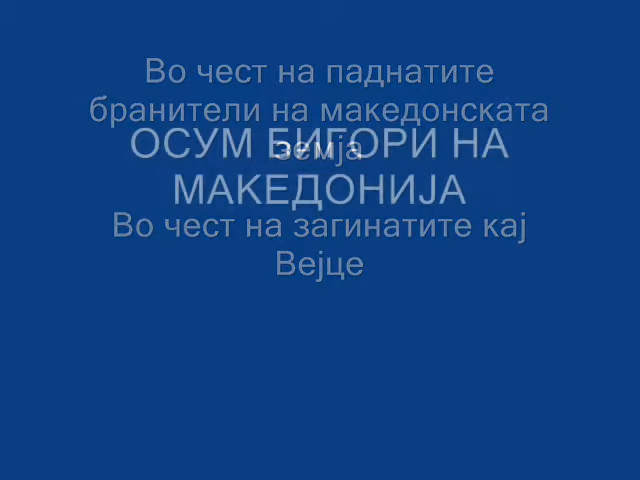 Во чест на паднатите
бранители на македонската
земја
ОСУМ БИГОРИ НА
МАКЕДОНИЈА
Во чест на загинатите кај
Вејце